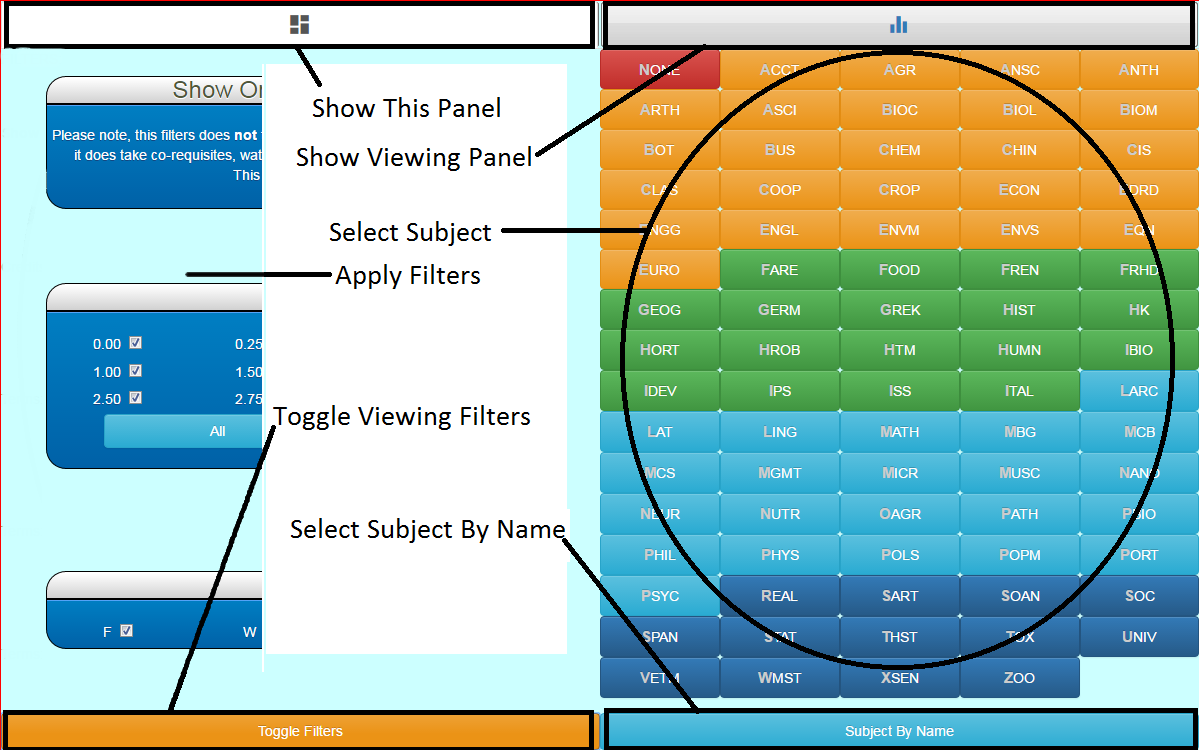 Show Or
Please note, this filters does not
it does take co-requisites, wat
This
Show This Panel
Show Viewing Panel
Select Subject
Apply Filters
0.00 0.25
1.00 1.50
2.50 2.75
All
Toggle Viewing Filters
Select Subject By Name
F W
Toggle Filters
NONE ACCT AGR ANSC ANTH
ARTH ASCI BIOC BIOL BIOM
BOT BUS CHEM CHIN CIS
CLAS COOP CROP ECON EDRD
ENGG ENGL ENVM ENVS EQN
EURO FARE FOOD FREN FRHD
GEOG GERM GREK HIST HK
HORT HROB HTM HUMN IBIO
IDEV IPS ISS ITAL LARC
LAT LING MATH MBG MCB
MCS MGMT MICR MUSC NANO
NEUR NUTR OAGR PATH PBIO
PHIL PHYS POLS POPM PORT
PSYC REAL SART SOAN SOC
SPAN STAT THST TOX UNIV
VETM WMST XSEN ZOO
Subject By Name